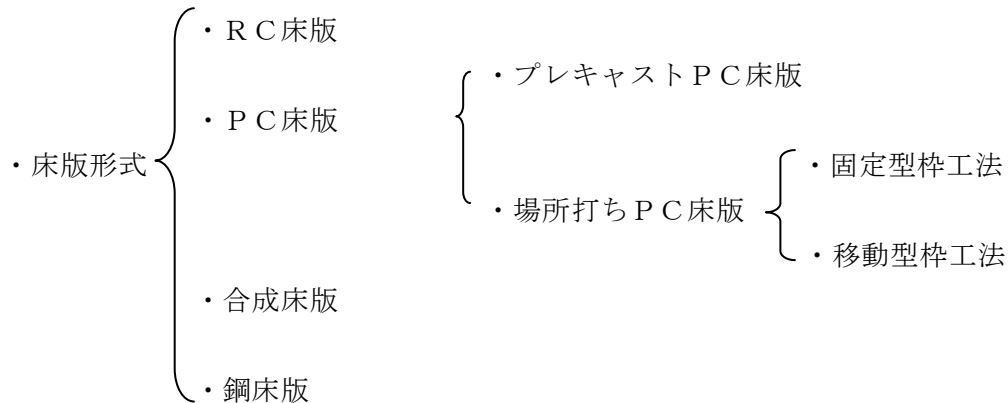 ・ＲＣ床版
・プレキャストＰＣ床版
・ＰＣ床版
・床版形式
・固定型枠工法
・場所打ちＰＣ床版
・移動型枠工法
・合成床版
・鋼床版